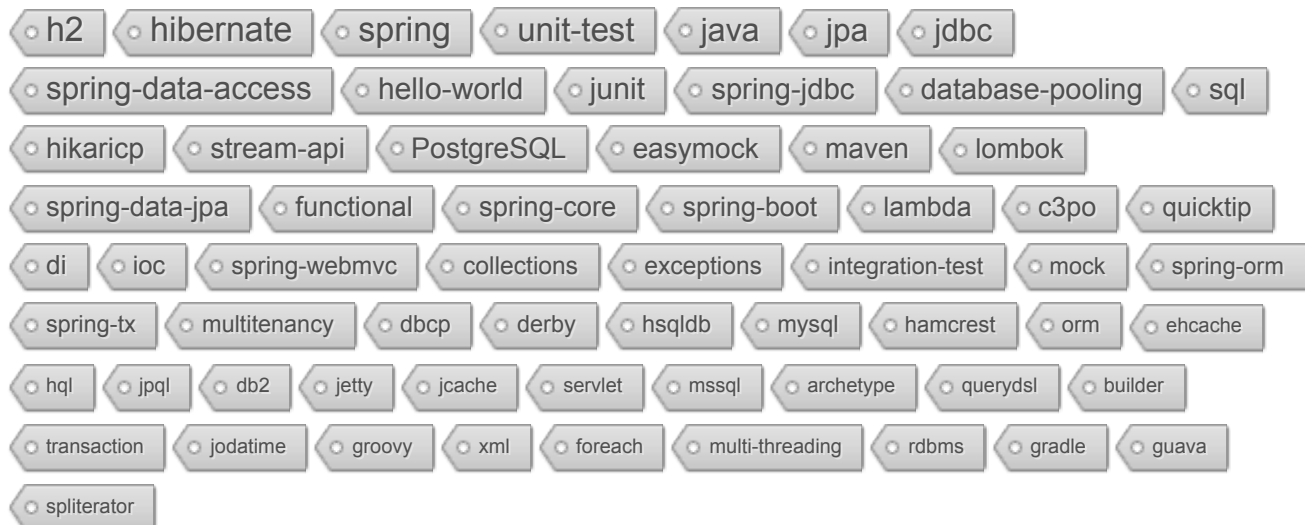 h2 hibernate spring unit-test java jpa jdbc
spring-data-access hello-world junit spring-jdbc database-pooling sql
hikaricp stream-api PostgreSQL easymock maven lombok
spring-data-jpa functional spring-core spring-boot lambda c3po quicktip
di ioc spring-webmvc collections exceptions integration-test mock spring-orm
spring-tx multitenancy dbcp derby hsqldb mysql hamcrest orm ehcache
hql jpql db2 jetty jcache servlet mssql archetype querydsl builder
transaction jodatime groovy xml foreach multi-threading rdbms gradle guava
spliterator